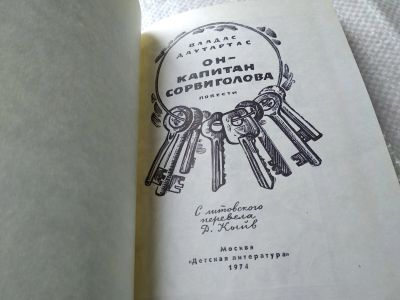 ВЛАДАС
ДАУТАРТАС
ОН–
КАПИТАН
СОРВИГОЛОВА
ПОВЕСТИ
С литовского
перевела
Д. Кыйв
Москва
«Детская литература»
1974